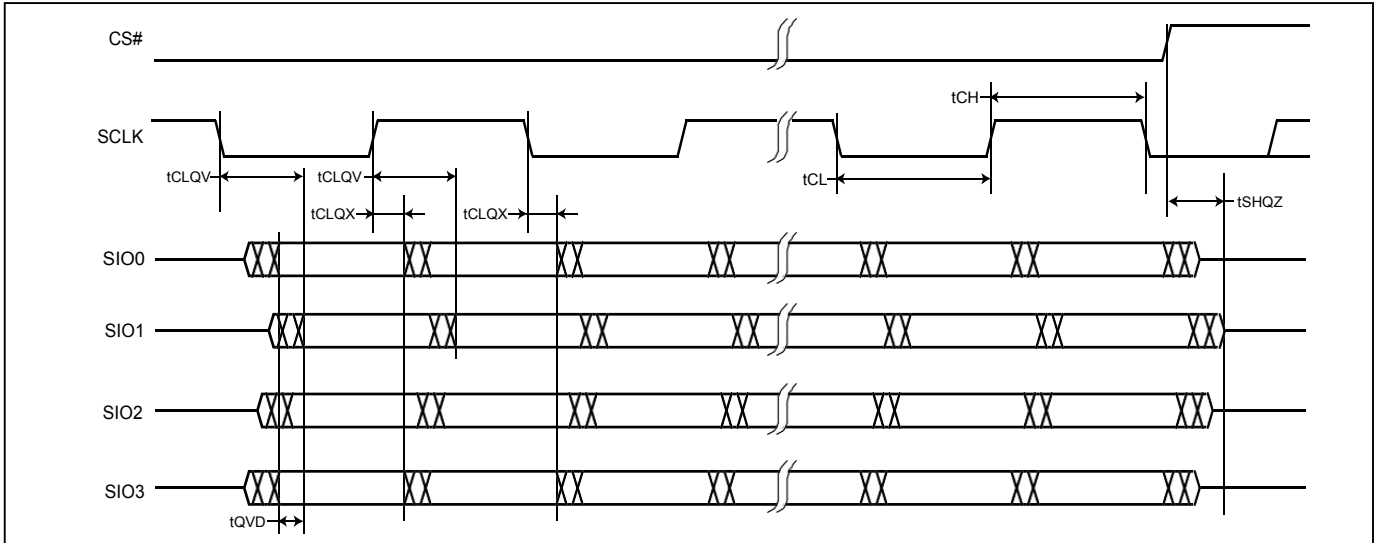 CS#
tCH
SCLK
tCLQV
tCLQV
tCL
tSHQZ
tCLQX
tCLQX
SIO0
SIO1
SIO2
SIO3
tQVD